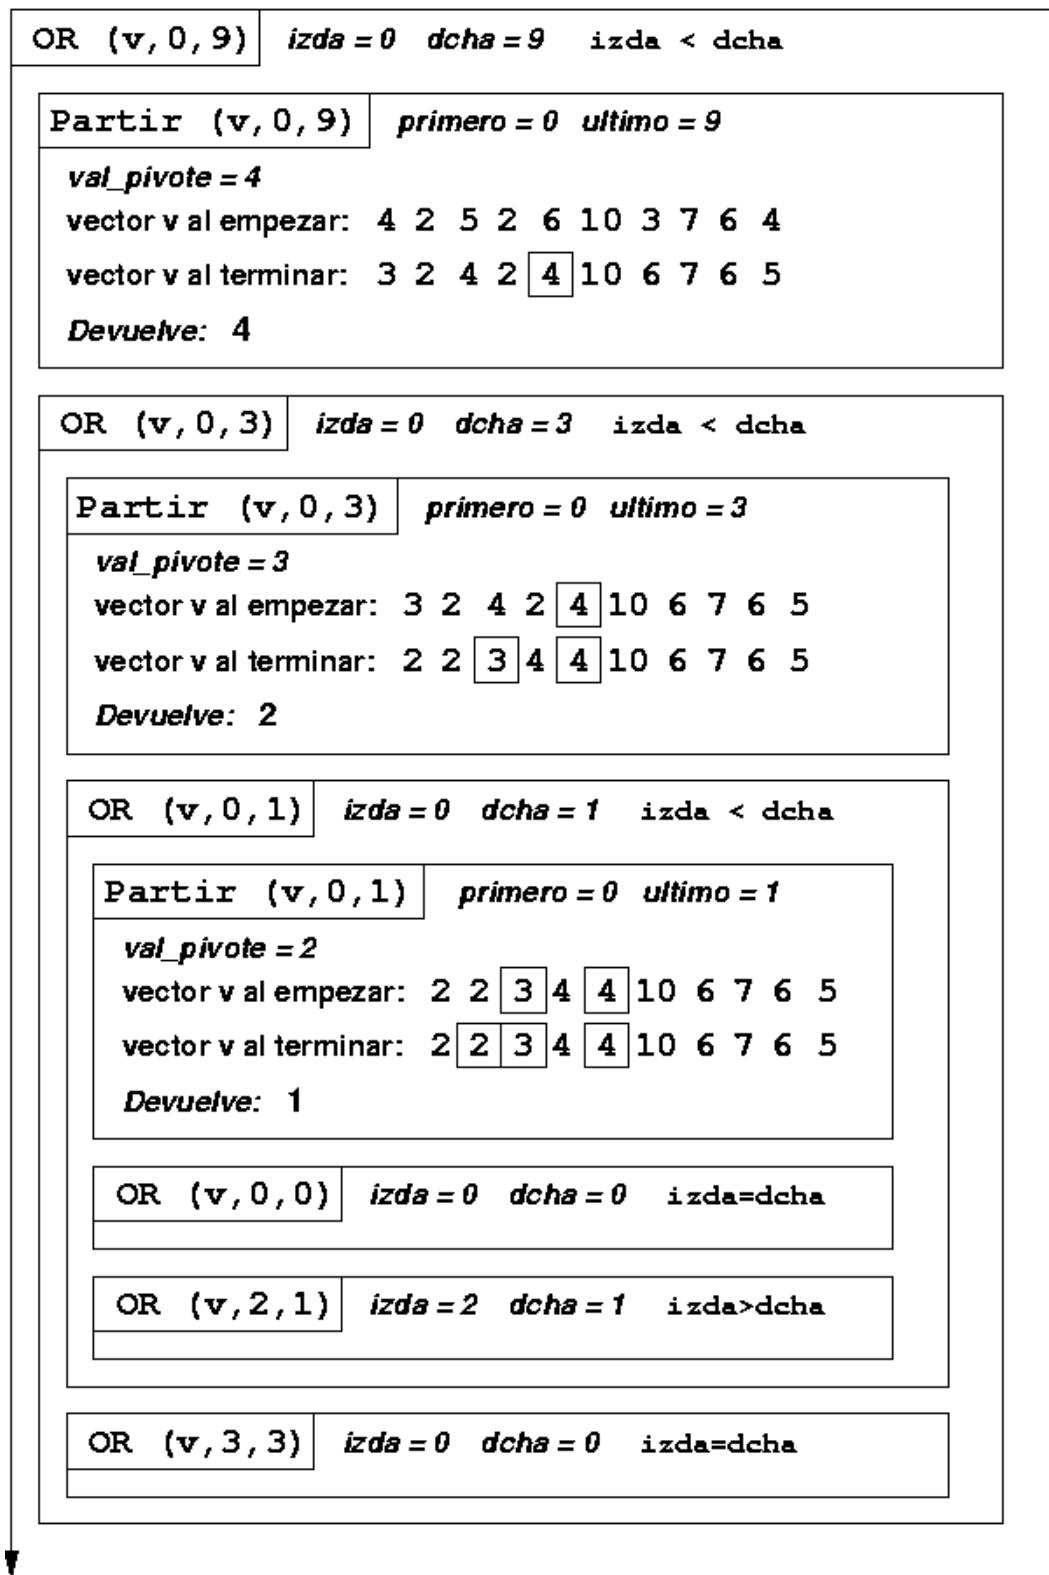 OR (v,0,9) izda = 0 dcha = 9 izda < dcha
Partir (v,0,9) primero = 0 ultimo = 9
val_pivote = 4
vector v al empezar: 4 2 5 2 6 10 3 7 6 4
vector v al terminar: 3 2 4 2 4 10 6 7 6 5
Devuelve: 4
OR (v,0,3) izda = 0 dcha = 3 izda < dcha
Partir (v,0,3) primero = 0 ultimo = 3
val_pivote = 3
vector v al empezar: 3 2 4 2 4 10 6 7 6 5
vector v al terminar: 2 2 3 4 4 10 6 7 6 5
Devuelve: 2
OR (v,0,1) izda = 0 dcha = 1 izda < dcha
Partir (v,0,1) primero = 0 ultimo = 1
val_pivote = 2
vector v al empezar: 2 2 3 4 4 10 6 7 6 5
vector v al terminar: 2 2 3 4 4 10 6 7 6 5
Devuelve: 1
OR (v,0,0) izda = 0 dcha = 0 izda=dcha
OR (v,2,1) izda = 2 dcha = 1 izda>dcha
OR (v,3,3) izda = 0 dcha = 0 izda=dcha